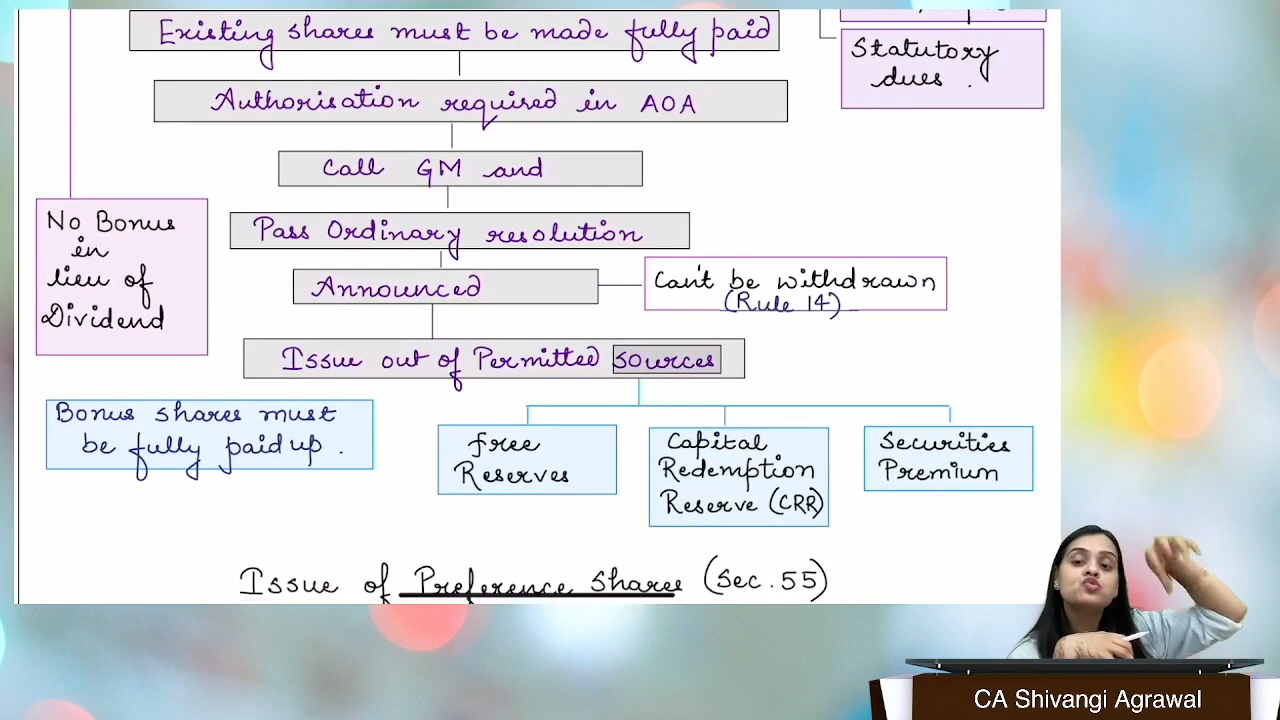 Existing shares must be made fully paid
Statutory
dues.
Authorisation required in AOA
Call GM and
No Bonus
in
lieu of
Dividend
Pass Ordinary resolution
Announced
Can't be withdrawn
(Rule 14)
Issue out of Permitted sources
Bonus shares must
be fully paid up.
free
Reserves
Capital
Redemption
Reserve (CRR)
Securities
Premium
Issue of Preference shares (Sec. 55)
CA Shivangi Agrawal